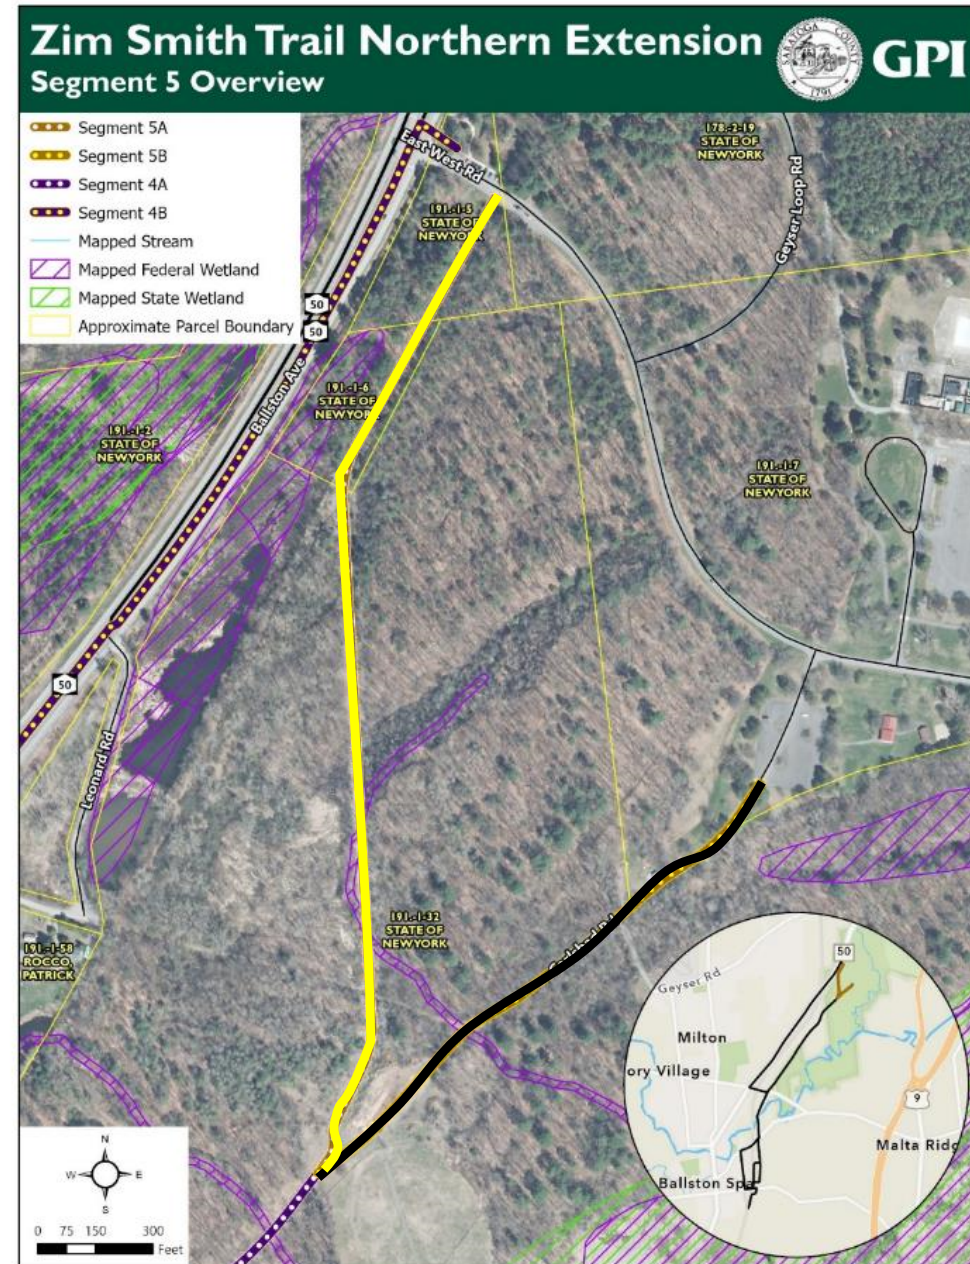 Zim Smith Trail Northern Extension
Segment 5 Overview
SARATOGA COUNTY
1791
GPI
Segment 5A
Segment 5B
Segment 4A
Segment 4B
Mapped Stream
Mapped Federal Wetland
Mapped State Wetland
Approximate Parcel Boundary
East-West Rd
178.-2-19
STATE OF
NEW YORK
Geyser Loop Rd
191.-1-5
STATE OF
NEW YORK
50
50
Ballston Ave
191.-1-6
STATE OF
NEW YORK
191.-1-2
STATE OF
NEW YORK
191.-1-7
STATE OF
NEW YORK
50
Leonard Rd
191.-1-32
STATE OF
NEW YORK
191.-1-58
ROCCO,
PATRICK
50
Geyser Rd
Milton
ory Village
9
Malta Ridg
Ballston Spa
N
W
E
S
0 75 150 300
Feet